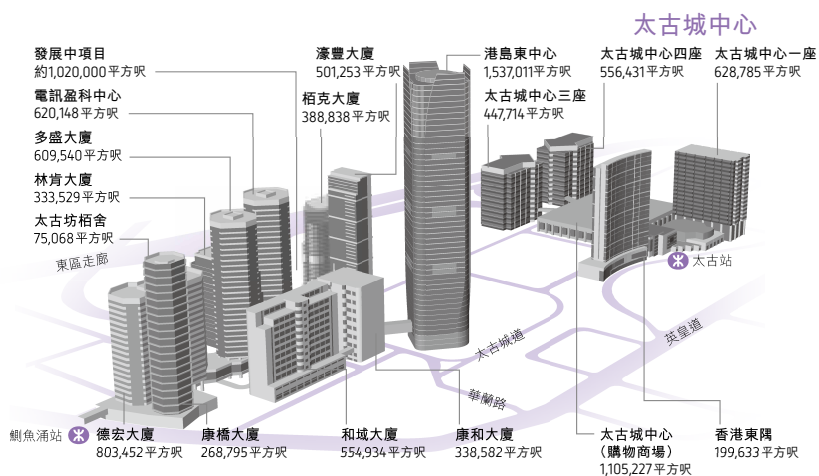 太古城中心
發展中項目
約1,020,000平方呎
電訊盈科中心
620,148平方呎
多盛大廈
609,540平方呎
林肯大廈
333,529平方呎
太古坊栢舍
75,068平方呎
濠豐大廈
501,253平方呎
栢克大廈
388,838平方呎
港島東中心
1,537,011平方呎
太古城中心三座
447,714平方呎
太古城中心四座
556,431平方呎
太古城中心一座
628,785平方呎
東區走廊
太古站
太古城道
英皇道
華蘭路
鰂魚涌站
德宏大廈
803,452平方呎
康橋大廈
268,795平方呎
和域大廈
554,934平方呎
康和大廈
338,582平方呎
太古城中心
(購物商場)
1,105,227平方呎
香港東隅
199,633平方呎